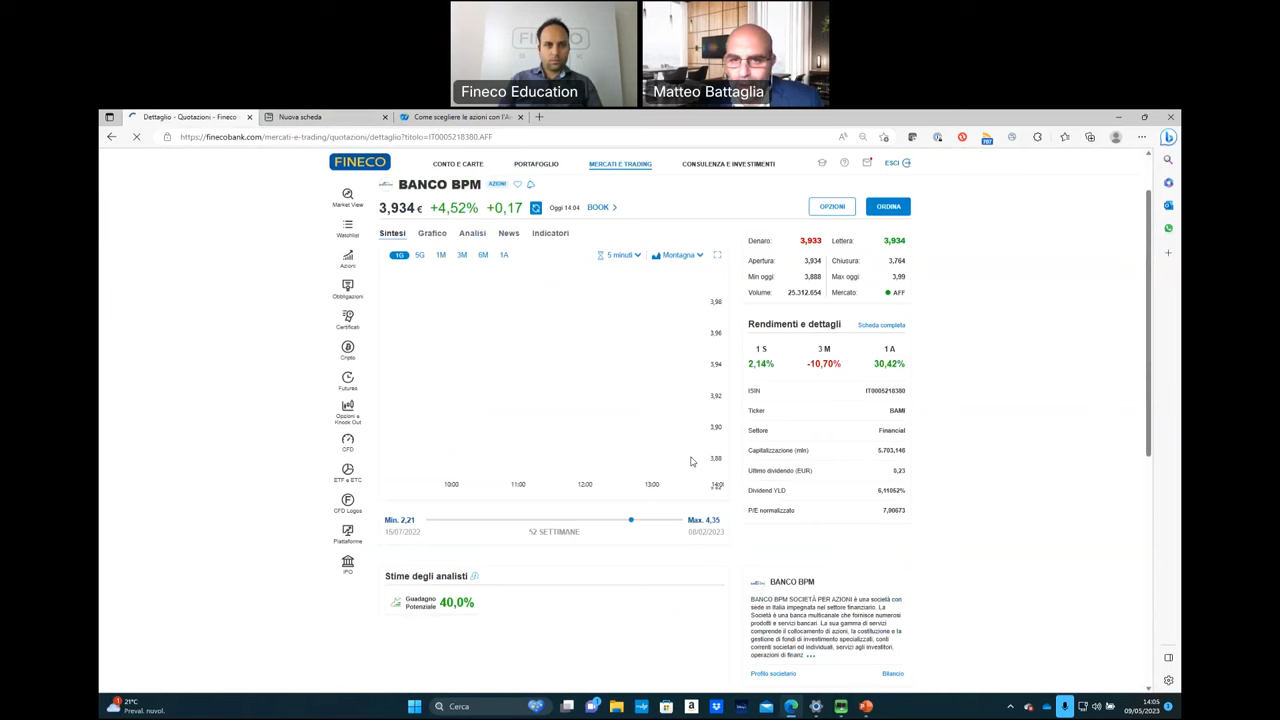 FINECO
Fineco Education
Matteo Battaglia
Dettaglio - Quotazioni - Fineco
Nuova scheda
Come scegliere le azioni con l'A
https://finecobank.com/mercati-e-trading/quotazioni/dettaglio?titolo=IT0005218380,AFF
FINECO
CONTO E CARTE
PORTAFOGLIO
MERCATI E TRADING
CONSULENZA E INVESTIMENTI
ESCI
Market View
Watchlist
Azioni
Obbligazioni
Certificati
Cripto
Futures
Opzioni e
Knock Out
CFD
ETF e ETC
CFD Logos
Piattaforme
IPO
BANCO BPM AZIONI
3,934 € +4,52% +0,17 Oggi 14:04 BOOK
OPZIONI
ORDINA
Sintesi Grafico Analisi News Indicatori
1G 5G 1M 3M 6M 1A
5 minuti Montagna
3,98
3,96
3,94
3,92
3,90
3,88
10:00 11:00 12:00 13:00
Min. 2,21 Max. 4,35
15/07/2022 52 SETTIMANE 08/02/2023
Stime degli analisti
Guadagno
Potenziale 40,0%
Denaro: 3,933 Lettera: 3,934
Apertura: 3,934 Chiusura: 3,764
Min oggi: 3,888 Max oggi: 3,99
Volume: 25.312.654 Mercato: AFF
Rendimenti e dettagli Scheda completa
1 S 3 M 1 A
2,14% -10,70% 30,42%
ISIN IT0005218380
Ticker BAMI
Settore Financial
Capitalizzazione (mln) 5.703,146
Ultimo dividendo (EUR) 0,23
Dividend YLD 6,11052%
P/E normalizzato 7,90673
BANCO BPM
BANCO BPM SOCIETÀ PER AZIONI è una società con
sede in Italia impegnata nel settore finanziario. La
Società è una banca multicanale che fornisce numerosi
prodotti e servizi bancari. La sua gamma di servizi
comprende il collocamento di azioni, la costituzione e la
gestione di fondi di investimento specializzati, conti
correnti societari ed individuali, servizi agli investitori,
operazioni di finanz ...
Profilo societario Bilancio
21°C
Preval. nuvol.
Cerca
14:05
09/05/2023